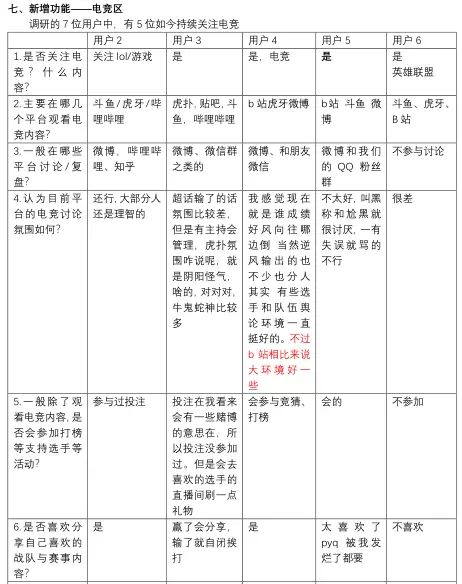 七、新增功能——电竞区
调研的 7 位用户中，有 5 位如今持续关注电竞
用户 2
用户 3
用户 4
用户 5
用户 6
1.是否关注电
竞？什么内
容？
关注 lol/游戏
是
是，电竞
是
是
英雄联盟
2.主要在哪几
个平台观看电
竞内容？
斗鱼/虎牙/哔
哩哔哩
虎扑，贴吧，斗
鱼，哔哩哔哩
b 站虎牙微博
b站 斗鱼 微
博
斗鱼、虎牙、
B 站
3.一般在哪些
平台讨论/复
盘？
微博，哔哩哔
哩、知乎
微博、微信群
之类的
微博、和朋友
微信
微博和我们
的 QQ 粉丝
群
不参与讨论
4.认为目前平
台的电竞讨论
氛围如何？
还行，大部分人
还是理智的
超话输了的话
氛围比较差，
但是有主持会
管理，虎扑氛
围咋说呢，就
是阴阳怪气，
啥的，对对对，
牛鬼蛇神比较
多
我感觉现在
就是谁成绩
好风向往哪
边倒 当然逆
风输出的也
不少也分人
其实 有些选
手和队伍舆
论环境一直
挺好的。不过
b 站相比来说
大环境好一
些
不太好，叫黑
称和尬黑就
很讨厌，一有
失误就骂的
不行
很差
5.一般除了观
看电竞内容，是
否会参加打榜
等支持选手等
活动？
参与过投注
投注在我看来
会有一些赌博
的意思在，所
以投注没参加
过。但是会去
喜欢的选手的
直播间刷一点
礼物
会参与竞猜、
打榜
会的
不参加
6.是否喜欢分
享自己喜欢的
战队与赛事内
容？
是
赢了会分享，
输了就自闭挨
打
是
太喜欢了
pyq 被我发
烂了都要
不喜欢